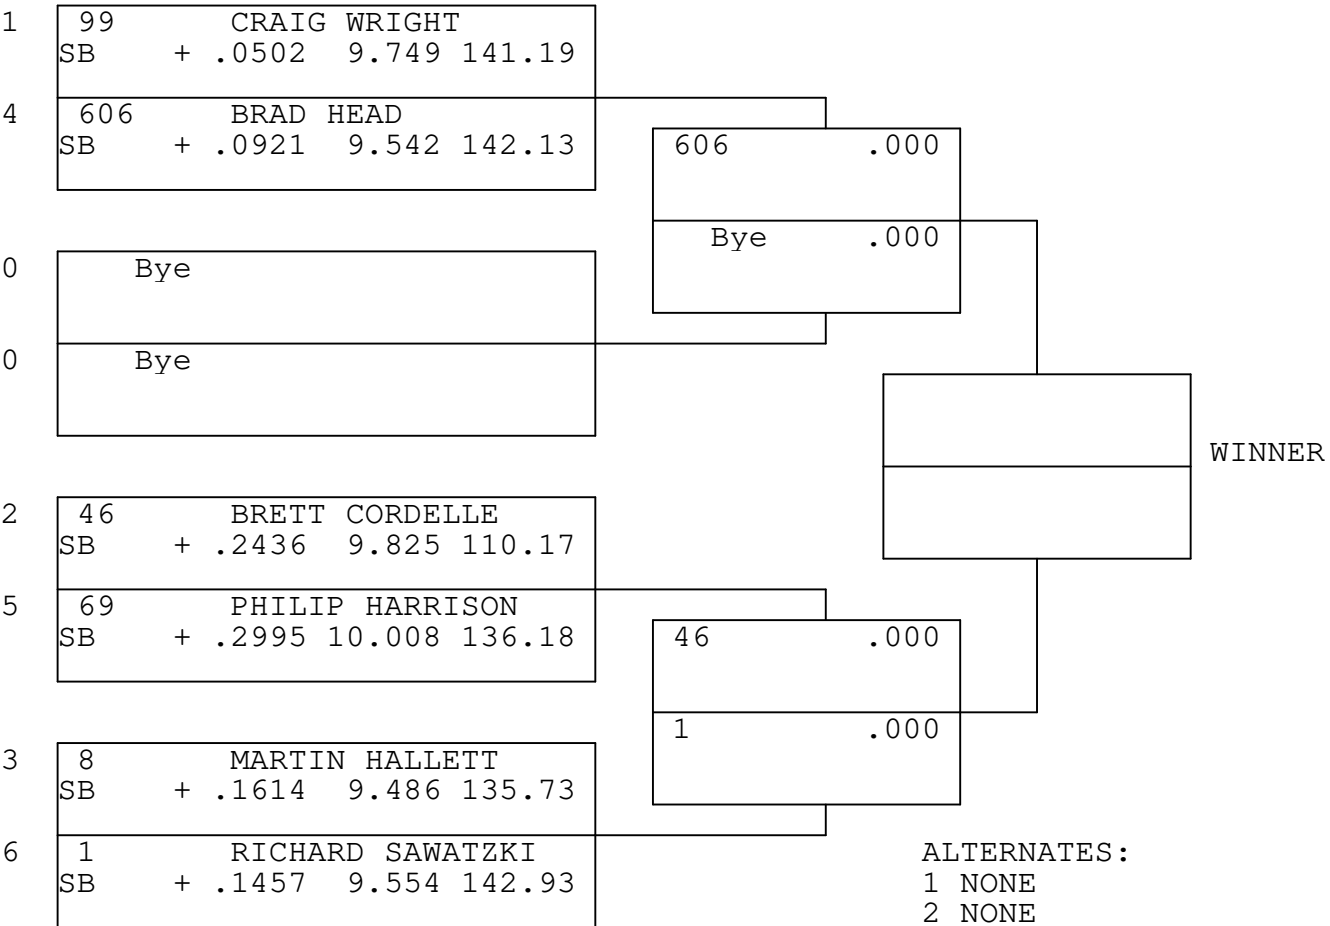 1 99 CRAIG WRIGHT
SB + .0502 9.749 141.19
4 606 BRAD HEAD
SB + .0921 9.542 142.13
606 .000
Bye .000
0 Bye
0 Bye
WINNER
2 46 BRETT CORDELLE
SB + .2436 9.825 110.17
5 69 PHILIP HARRISON
SB + .2995 10.008 136.18
46 .000
1 .000
3 8 MARTIN HALLETT
SB + .1614 9.486 135.73
6 1 RICHARD SAWATZKI
SB + .1457 9.554 142.93
ALTERNATES:
1 NONE
2 NONE